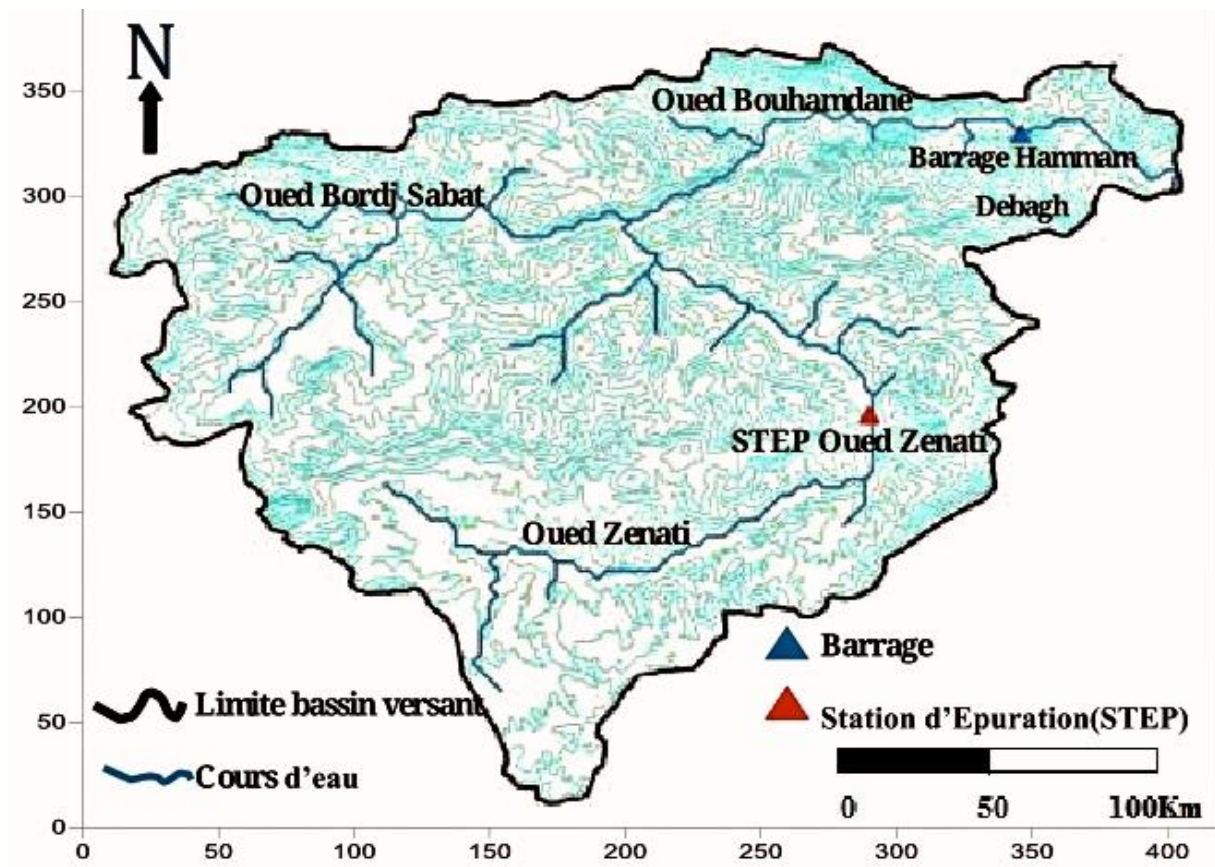 N
350
Oued Bouhamdane
Barrage Hammam
Debagh
300
Oued Bordj Sabat
250
200
STEP Oued Zenati
150
Oued Zenati
100
Barrage
50
Limite bassin versant
Station d'Epuration(STEP)
Cours d'eau
0 50 100Km
0
0 50 100 150 200 250 300 350 400